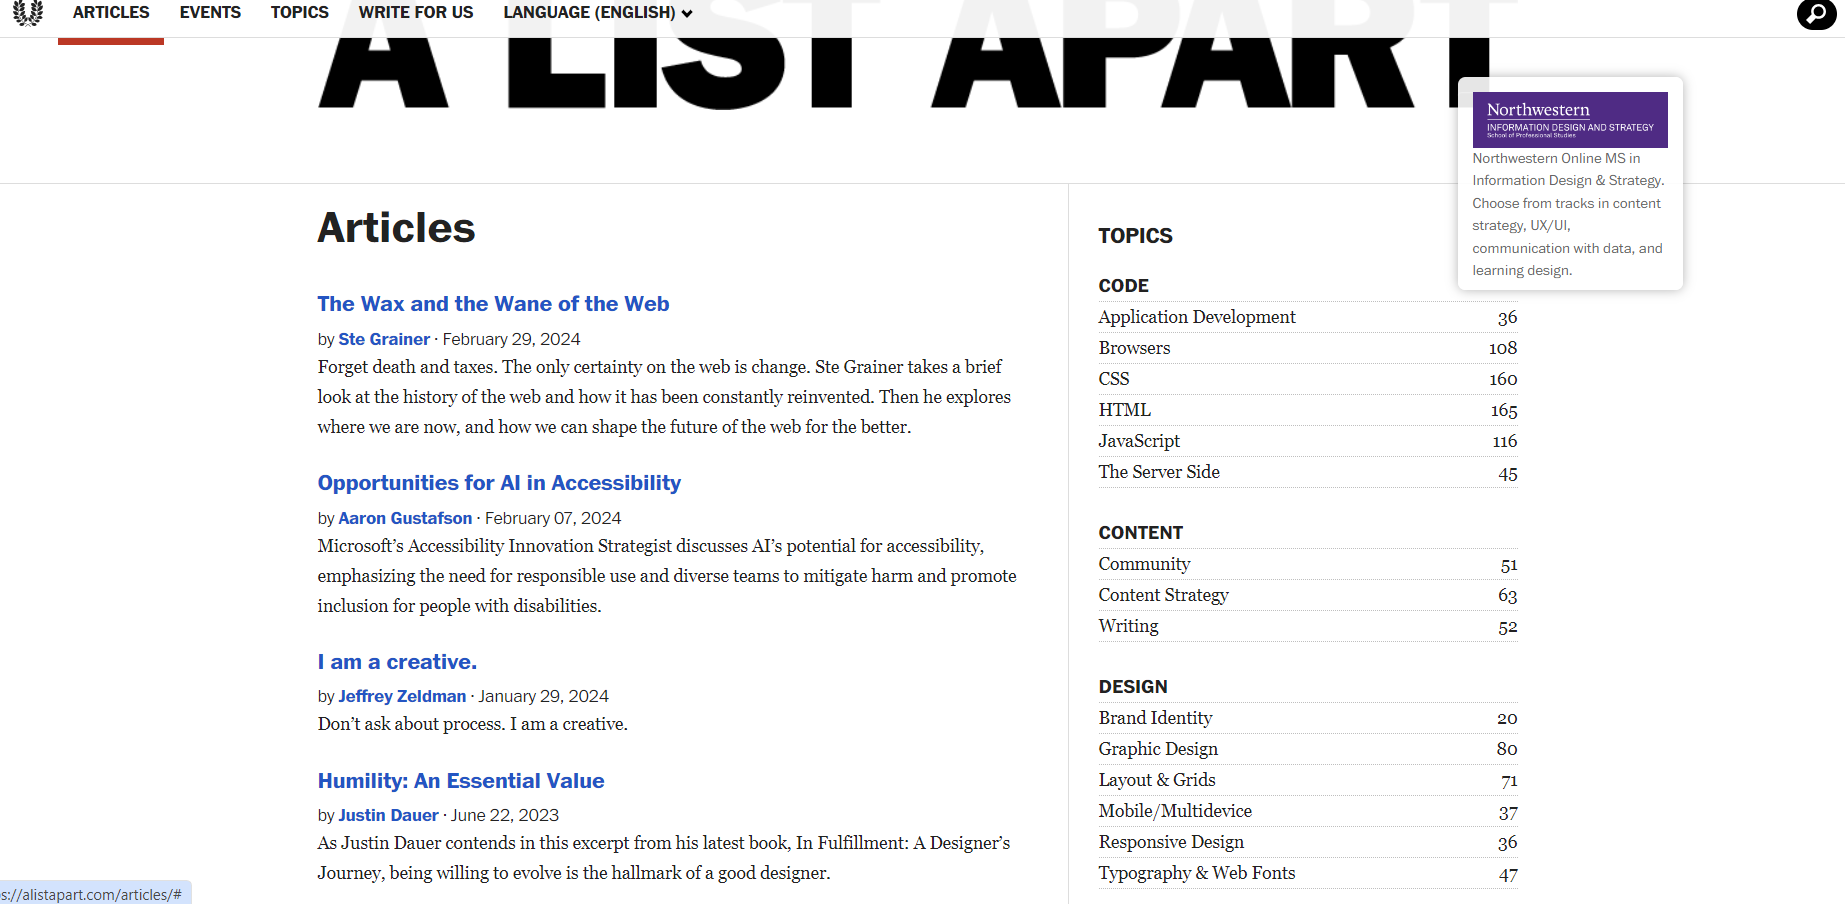 ARTICLES EVENTS TOPICS WRITE FOR US LANGUAGE (ENGLISH)
A LIST APART
Northwestern
INFORMATION DESIGN AND STRATEGY
School of Professional Studies
Northwestern Online MS in
Information Design & Strategy.
Choose from tracks in content
strategy, UX/UI,
communication with data, and
learning design.
Articles
The Wax and the Wane of the Web
by Ste Grainer · February 29, 2024
Forget death and taxes. The only certainty on the web is change. Ste Grainer takes a brief
look at the history of the web and how it has been constantly reinvented. Then he explores
where we are now, and how we can shape the future of the web for the better.
Opportunities for AI in Accessibility
by Aaron Gustafson · February 07, 2024
Microsoft’s Accessibility Innovation Strategist discusses AI’s potential for accessibility,
emphasizing the need for responsible use and diverse teams to mitigate harm and promote
inclusion for people with disabilities.
I am a creative.
by Jeffrey Zeldman · January 29, 2024
Don’t ask about process. I am a creative.
Humility: An Essential Value
by Justin Dauer · June 22, 2023
As Justin Dauer contends in this excerpt from his latest book, In Fulfillment: A Designer’s
Journey, being willing to evolve is the hallmark of a good designer.
TOPICS
CODE
Application Development 36
Browsers 108
CSS 160
HTML 165
JavaScript 116
The Server Side 45
CONTENT
Community 51
Content Strategy 63
Writing 52
DESIGN
Brand Identity 20
Graphic Design 80
Layout & Grids 71
Mobile/Multidevice 37
Responsive Design 36
Typography & Web Fonts 47
s://alistapart.com/articles/#